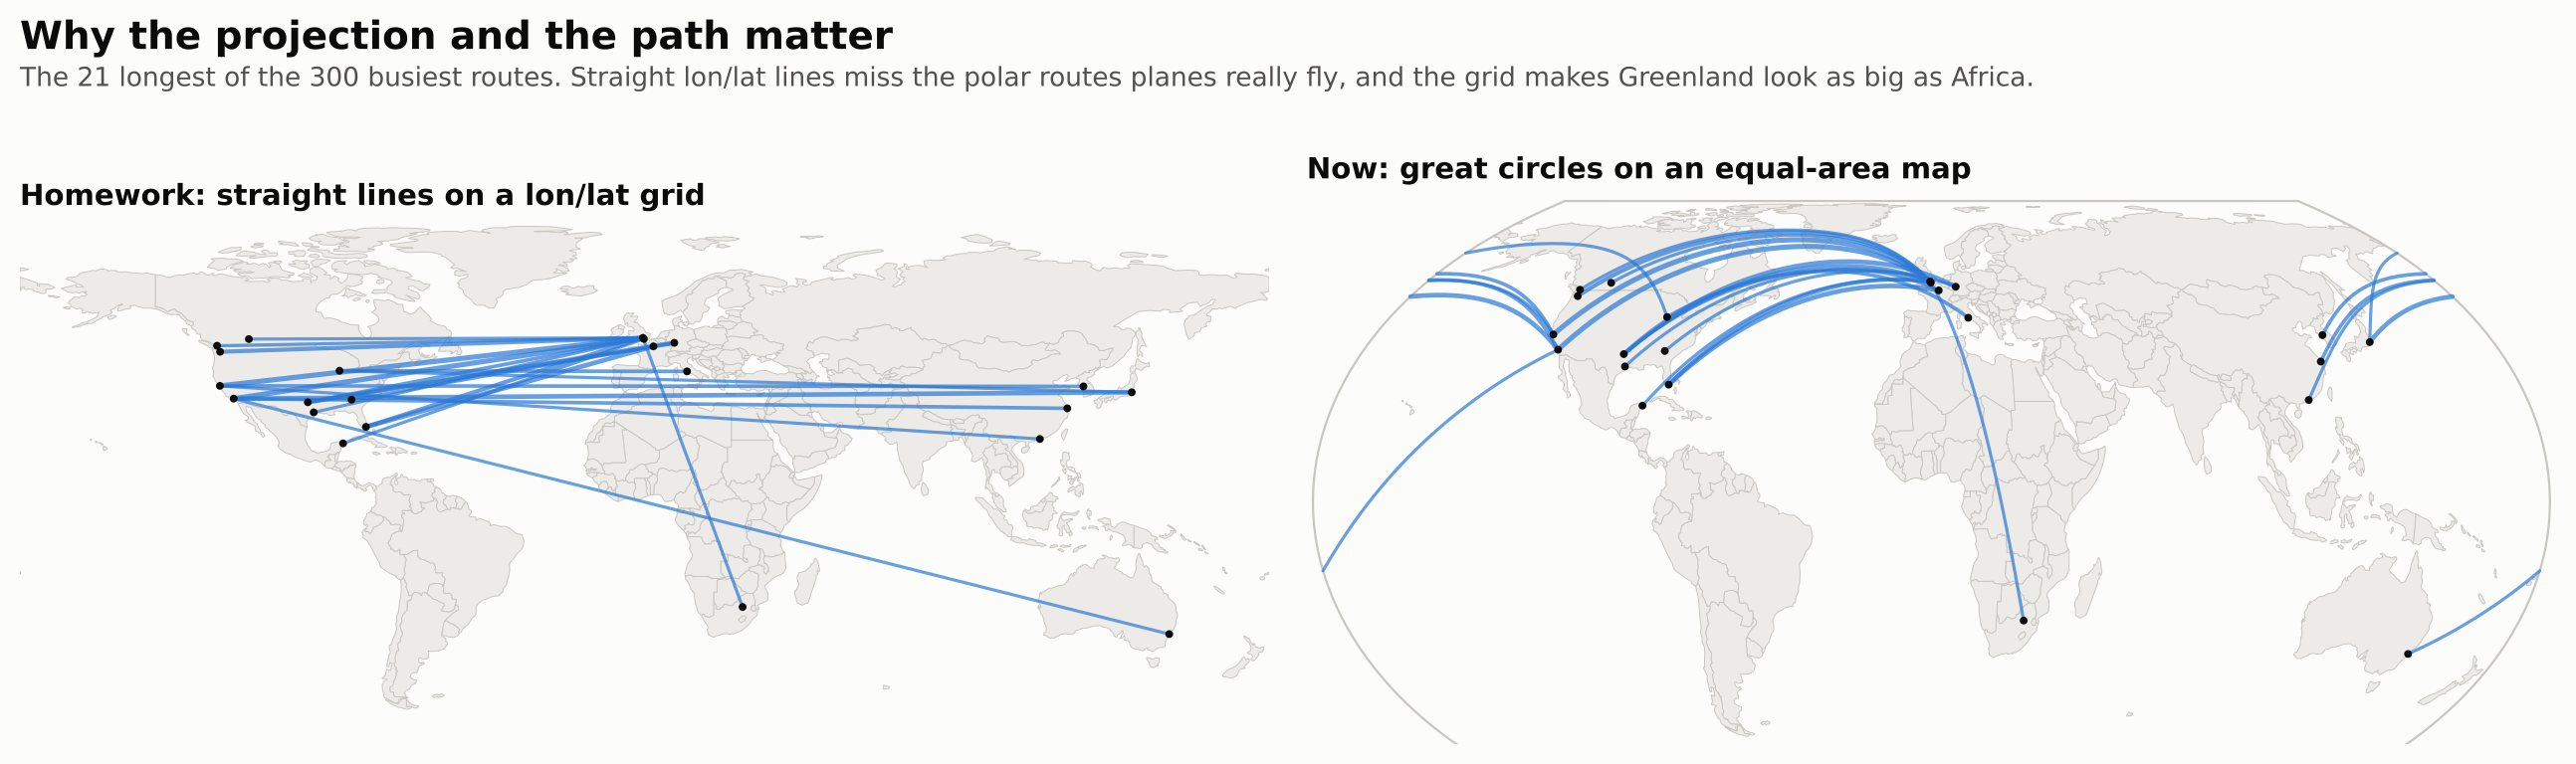 Why the projection and the path matter
The 21 longest of the 300 busiest routes. Straight lon/lat lines miss the polar routes planes really fly, and the grid makes Greenland look as big as Africa.
Homework: straight lines on a lon/lat grid
Now: great circles on an equal-area map